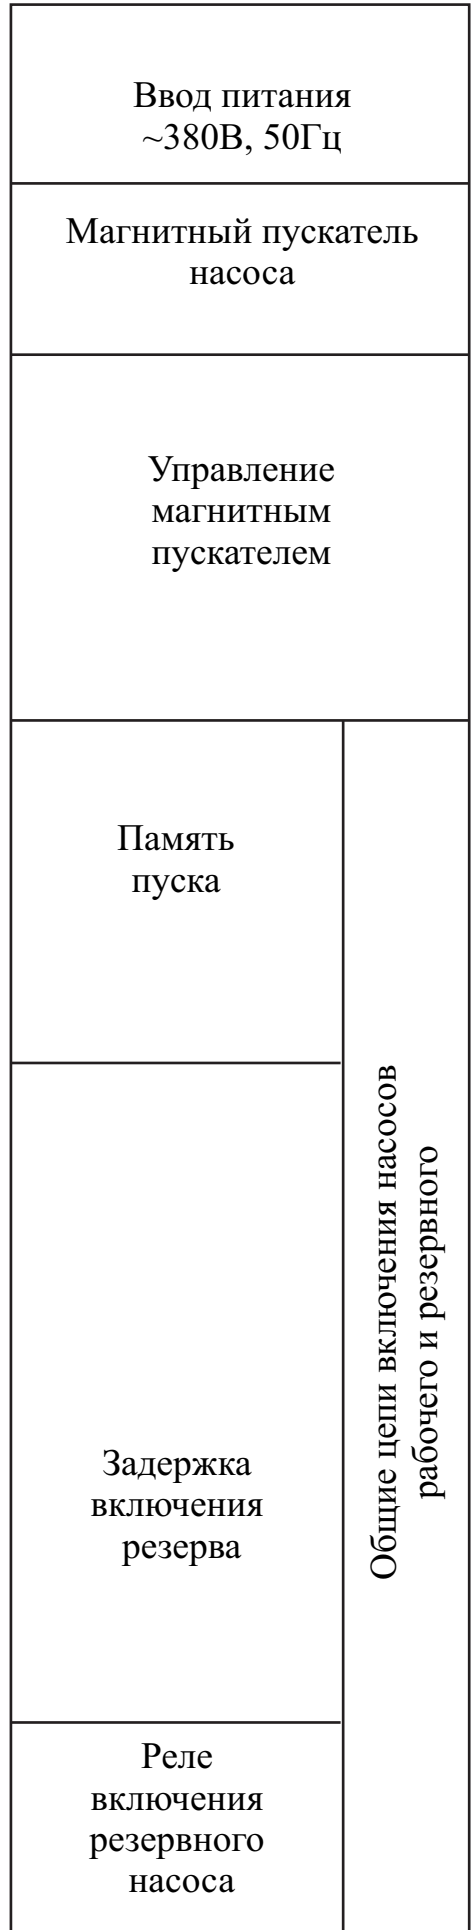 Ввод питания
~380В, 50Гц
Магнитный пускатель
насоса
Управление
магнитным
пускателем
Память
пуска
Задержка
включения
резерва
Реле
включения
резервного
насоса
Общие цепи включения насосов
рабочего и резервного